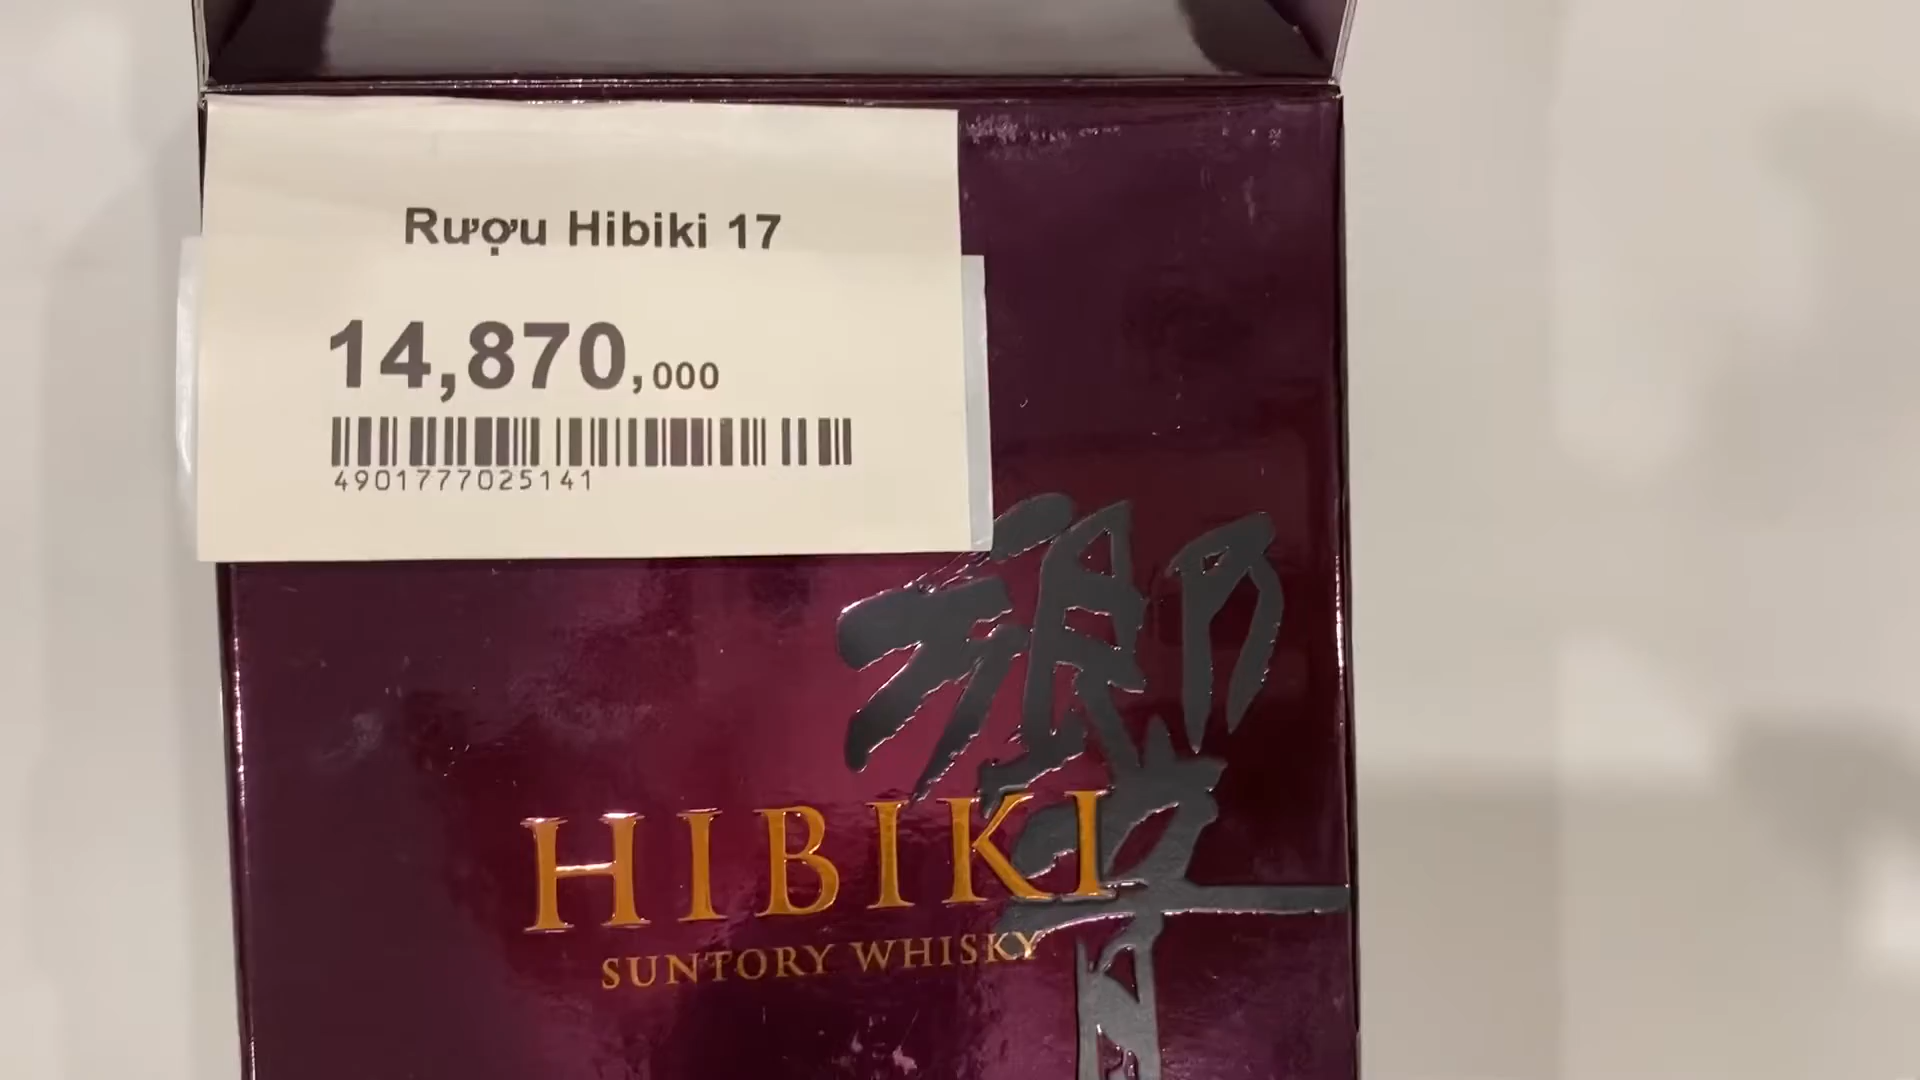 Rượu Hibiki 17
14,870,000
4901777025141
響
HIBIKI
SUNTORY WHISKY